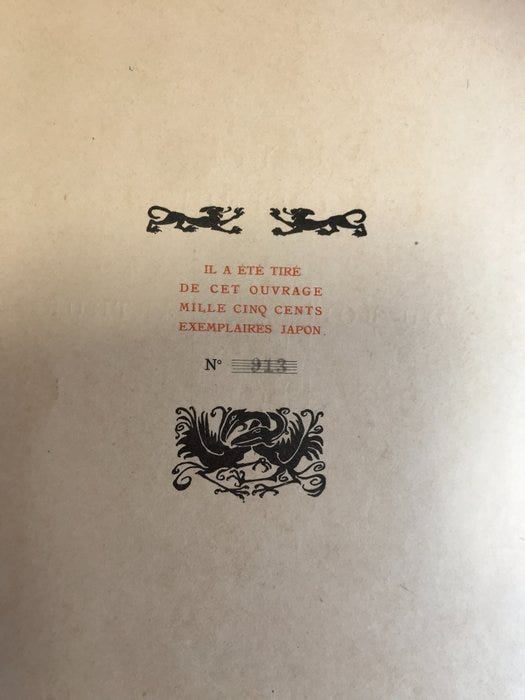 IL A ÉTÉ TIRÉ
DE CET OUVRAGE
MILLE CINQ CENTS
EXEMPLAIRES JAPON.
N° 913